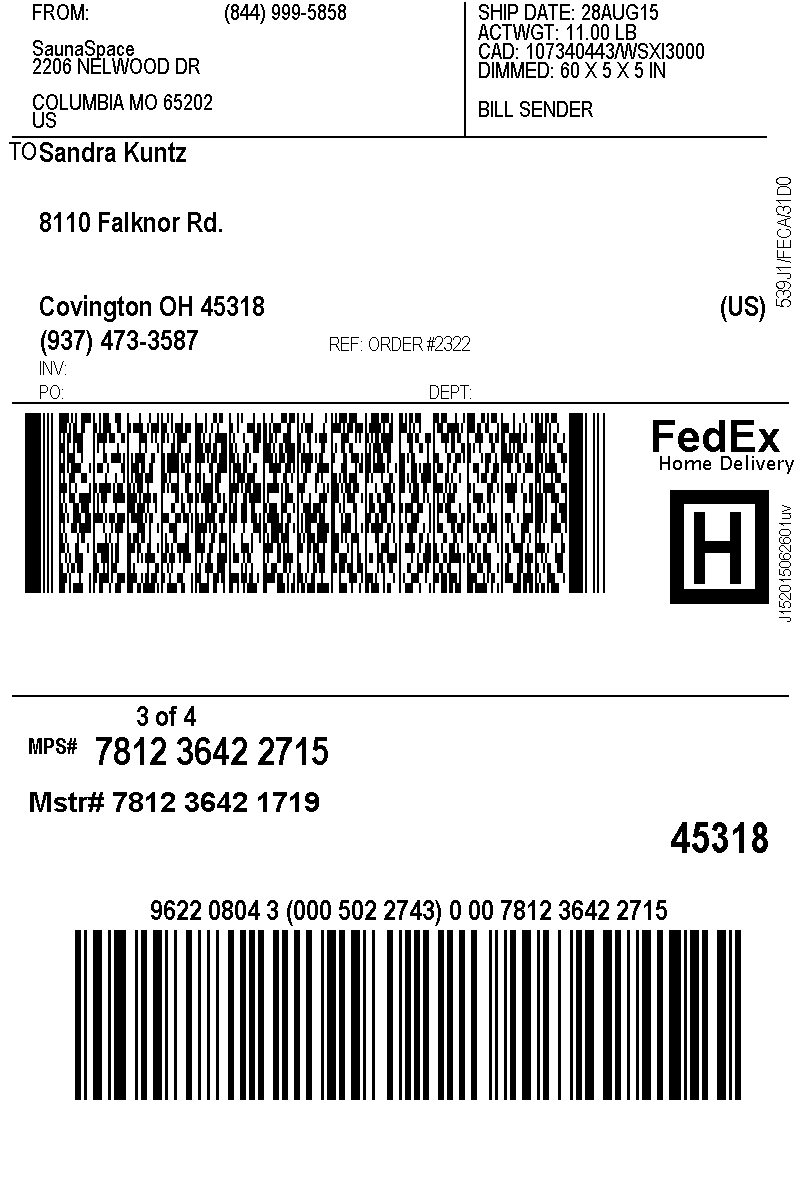 FROM: (844) 999-5858
SaunaSpace
2206 NELWOOD DR
COLUMBIA MO 65202
US
SHIP DATE: 28AUG15
ACTWGT: 11.00 LB
CAD: 107340443/WSXI3000
DIMMED: 60 X 5 X 5 IN
BILL SENDER
TO Sandra Kuntz
8110 Falknor Rd.
Covington OH 45318 (US)
(937) 473-3587 REF: ORDER #2322
INV:
PO: DEPT:
539J1/FECA/31D0
FedEx
Home Delivery
H
J152015062601uv
3 of 4
MPS# 7812 3642 2715
Mstr# 7812 3642 1719
45318
9622 0804 3 (000 502 2743) 0 00 7812 3642 2715